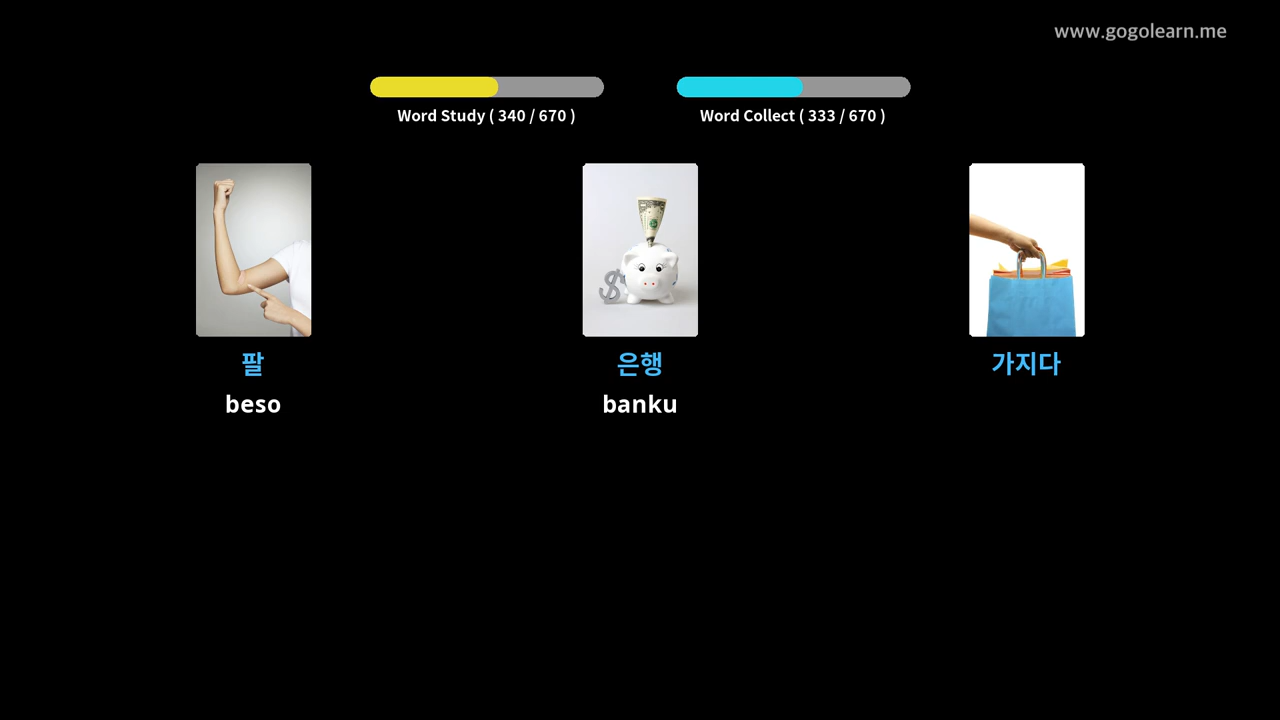 www.gogolearn.me
Word Study ( 340 / 670 )
Word Collect ( 333 / 670 )
팔
은행
가지다
beso
banku